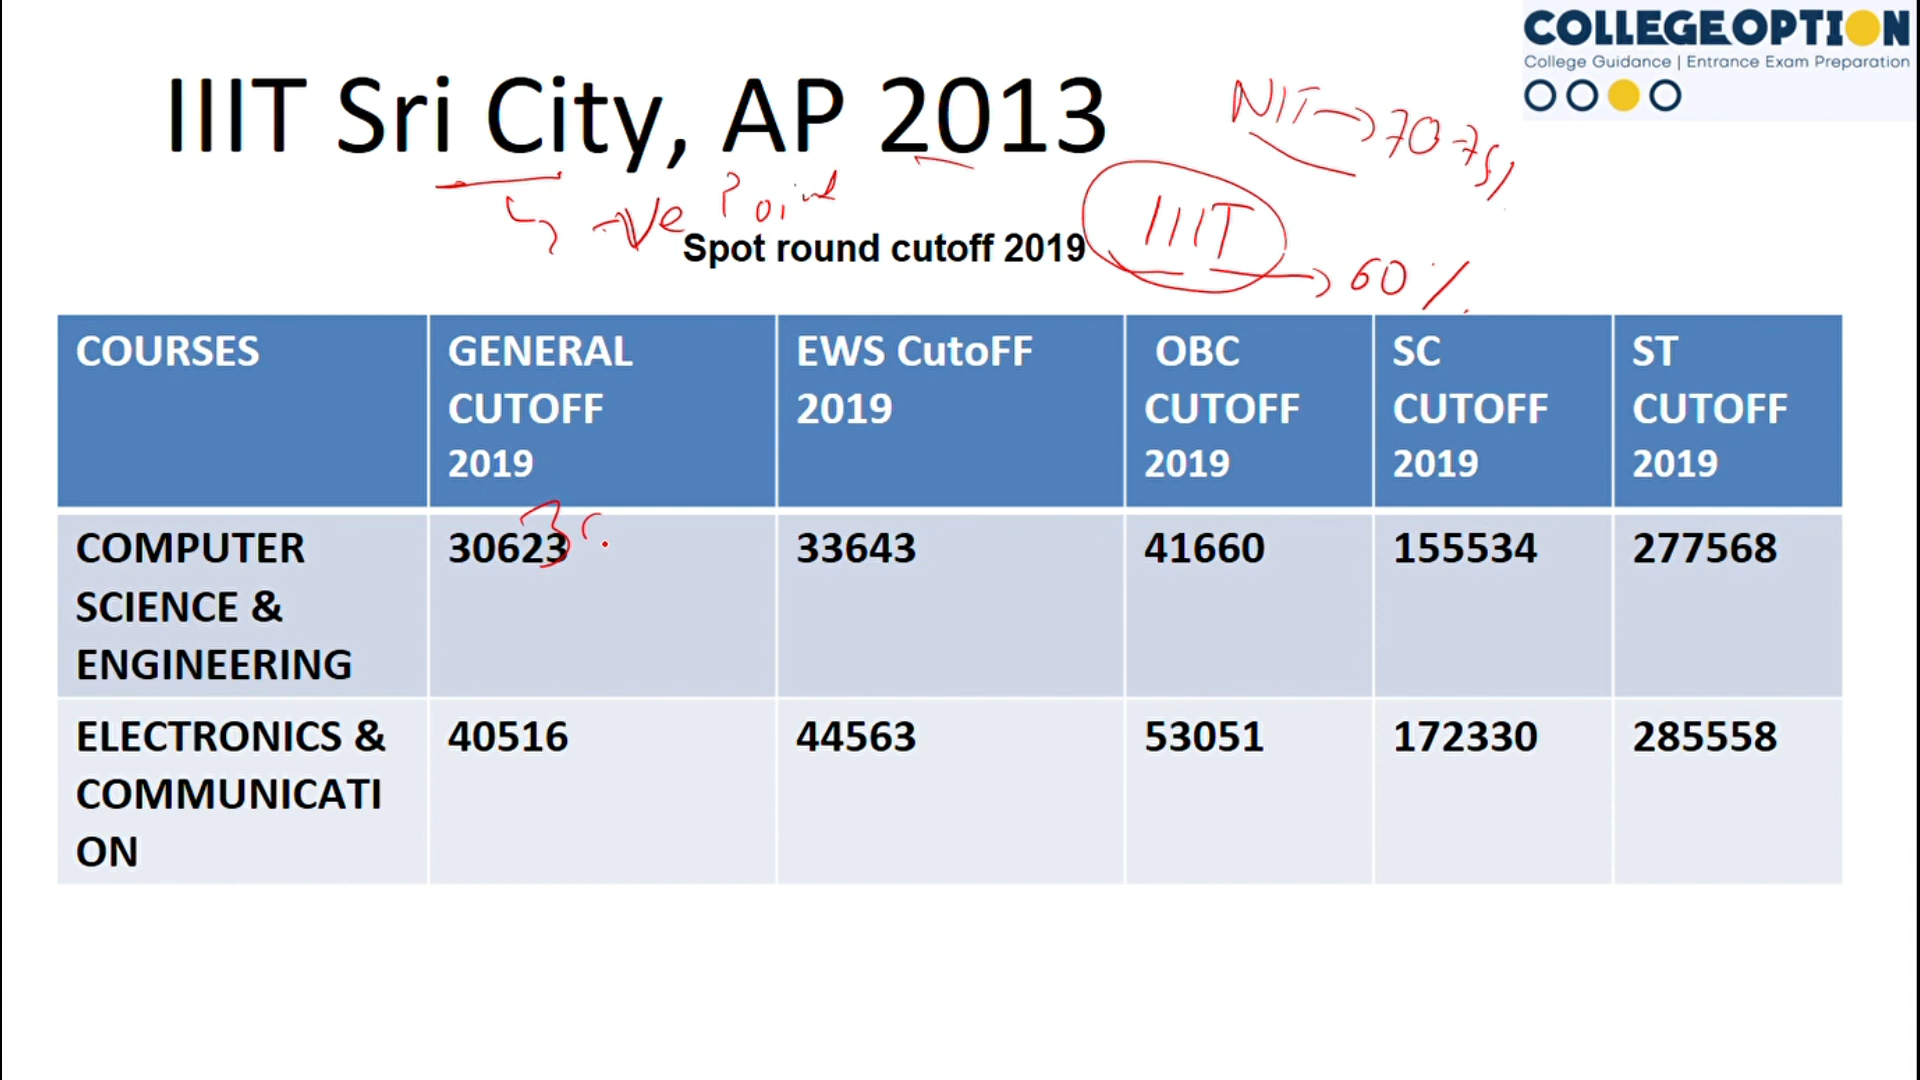 COLLEGEOPTION
College Guidance | Entrance Exam Preparation
IIIT Sri City, AP 2013
NIT → 70-75%
-ve Point
IIIT → 60%
Spot round cutoff 2019
COURSES
GENERAL
CUTOFF
2019
EWS CutoFF
2019
OBC
CUTOFF
2019
SC
CUTOFF
2019
ST
CUTOFF
2019
COMPUTER
SCIENCE &
ENGINEERING
30623
3
33643
41660
155534
277568
ELECTRONICS &
COMMUNICATI
ON
40516
44563
53051
172330
285558